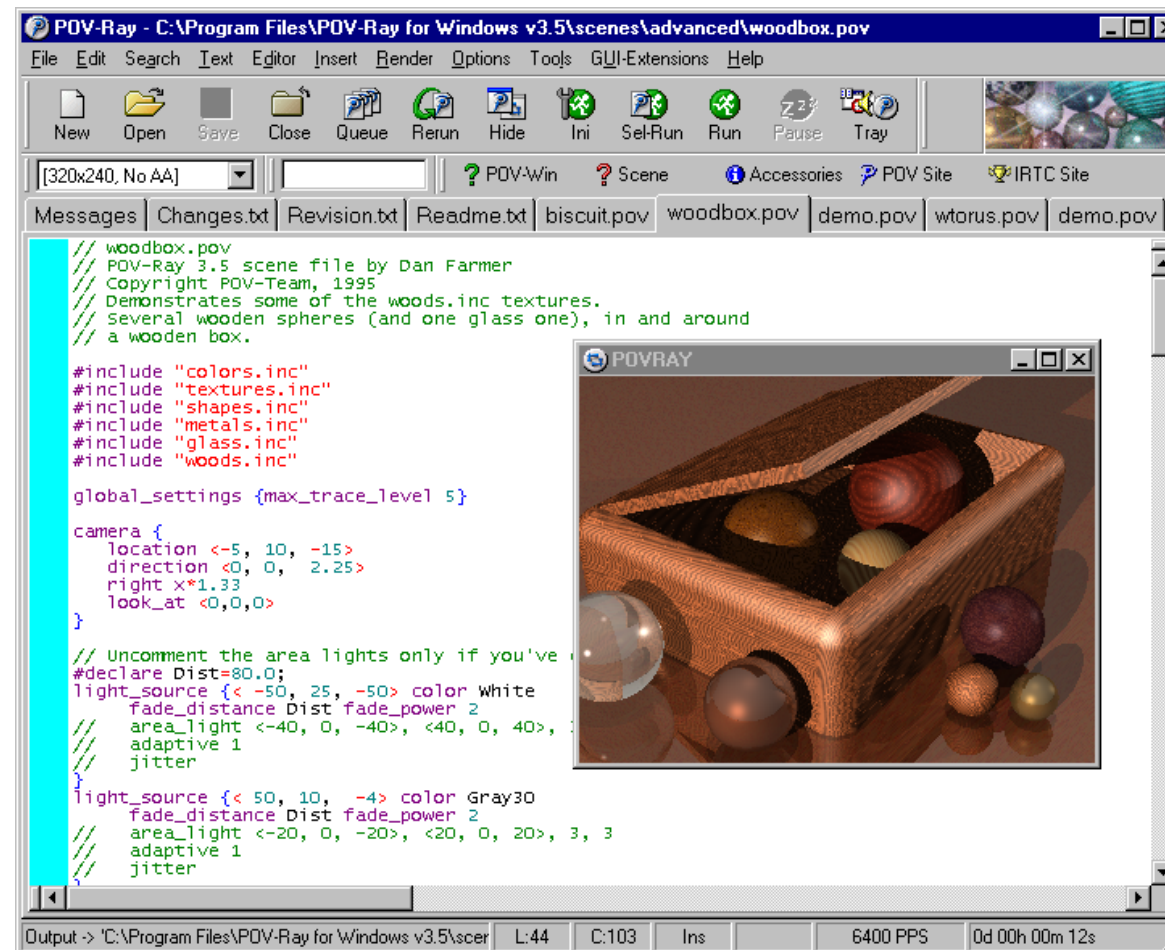 POV-Ray - C:\Program Files\POV-Ray for Windows v3.5\scenes\advanced\woodbox.pov
File Edit Search Text Editor Insert Render Options Tools GUI-Extensions Help
New Open Save Close Queue Rerun Hide Ini Sel-Run Run Pause Tray
[320x240, No AA] POV-Win Scene Accessories POV Site IRTC Site
Messages Changes.txt Revision.txt Readme.txt biscuit.pov woodbox.pov demo.pov wtorus.pov demo.pov
// woodbox.pov
// POV-Ray 3.5 scene file by Dan Farmer
// Copyright POV-Team, 1995
// Demonstrates some of the woods.inc textures.
// Several wooden spheres (and one glass one), in and around
// a wooden box.
#include "colors.inc"
#include "textures.inc"
#include "shapes.inc"
#include "metals.inc"
#include "glass.inc"
#include "woods.inc"
global_settings {max_trace_level 5}
camera {
location <-5, 10, -15>
direction <0, 0, 2.25>
right x*1.33
look_at <0,0,0>
}
// Uncomment the area lights only if you've
#declare Dist=80.0;
light_source {< -50, 25, -50> color White
fade_distance Dist fade_power 2
// area_light <-40, 0, -40>, <40, 0, 40>,
// adaptive 1
// jitter
}
light_source {< 50, 10, -4> color Gray30
fade_distance Dist fade_power 2
// area_light <-20, 0, -20>, <20, 0, 20>, 3, 3
// adaptive 1
// jitter
}
POVRAY
Output -> 'C:\Program Files\POV-Ray for Windows v3.5\scer L:44 C:103 Ins 6400 PPS 0d 00h 00m 12s